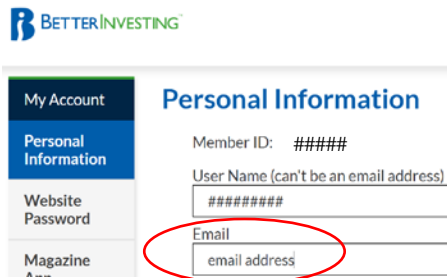 BETTERINVESTING
My Account
Personal Information
Personal
Information
Member ID: #####
User Name (can't be an email address)
Website
Password
#########
Email
Magazine
email address